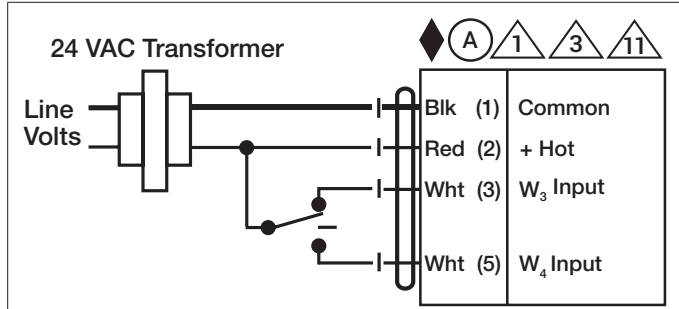 24 VAC Transformer
A 1 3 11
Line
Volts
Blk (1) Common
Red (2) + Hot
Wht (3) W₃ Input
Wht (5) W₄ Input